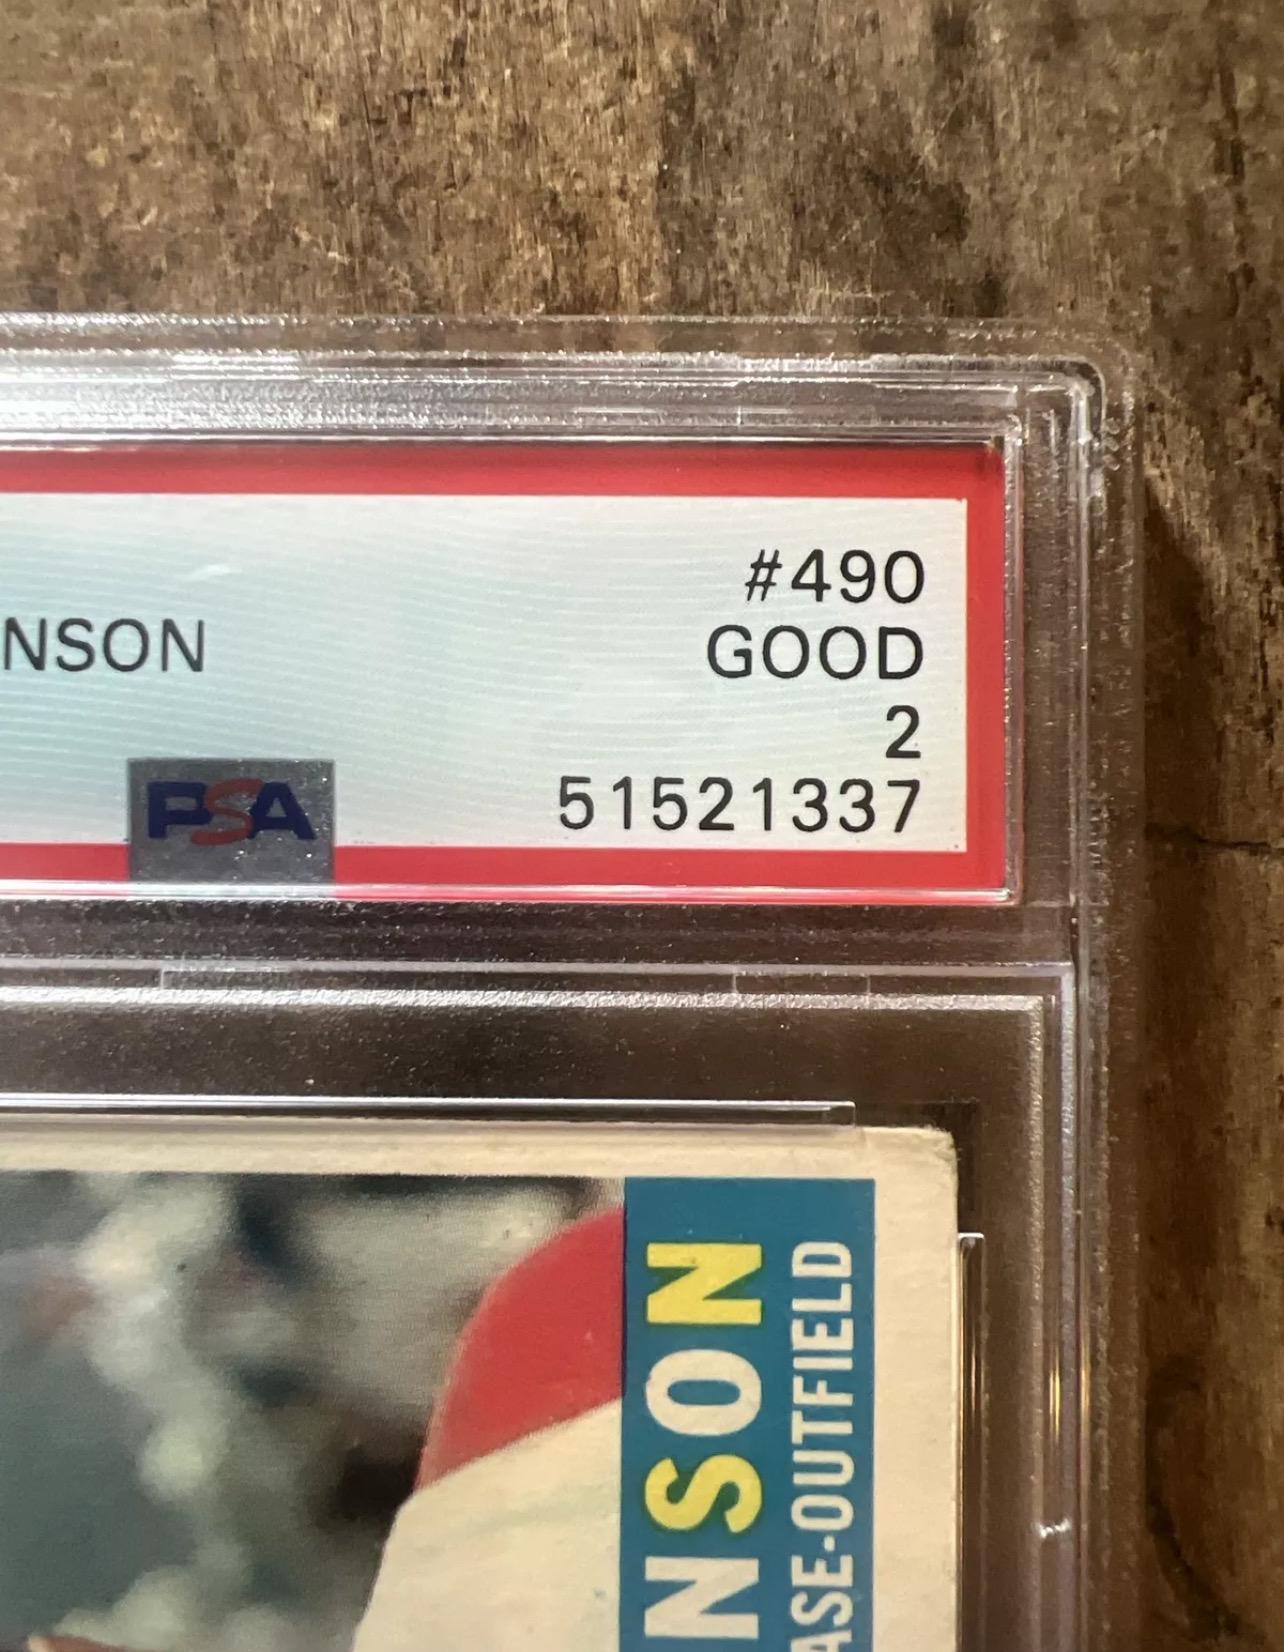 #490
NSON
GOOD
2
PSA
51521337
NSON
ASE-OUTFIELD